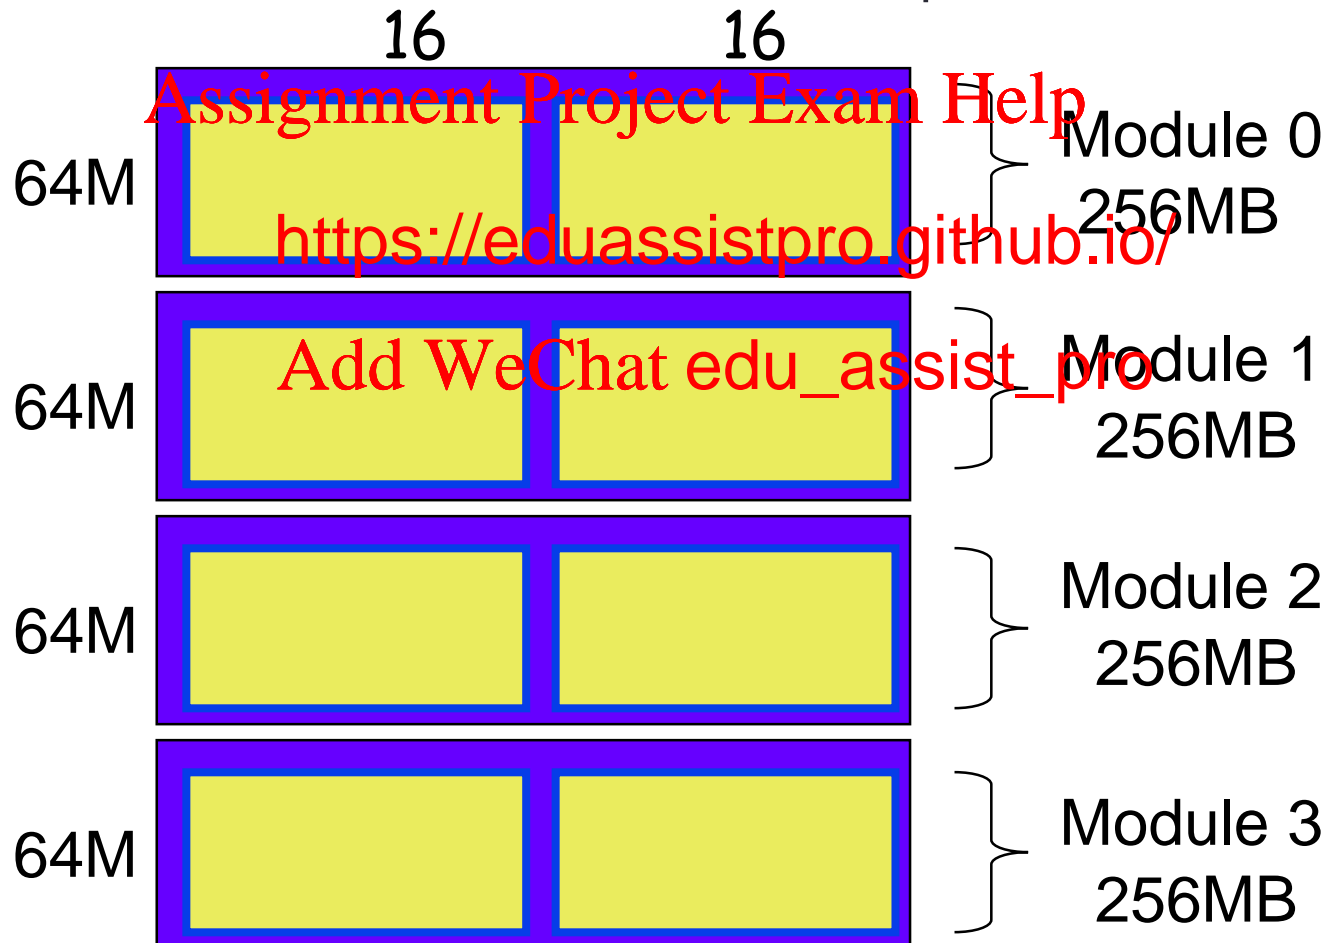 16 16
Assignment Project Exam Help
64M
Module 0
256MB
https://eduassistpro.github.io/
Add WeChat edu_assist_pro
64M
Module 1
256MB
64M
Module 2
256MB
64M
Module 3
256MB